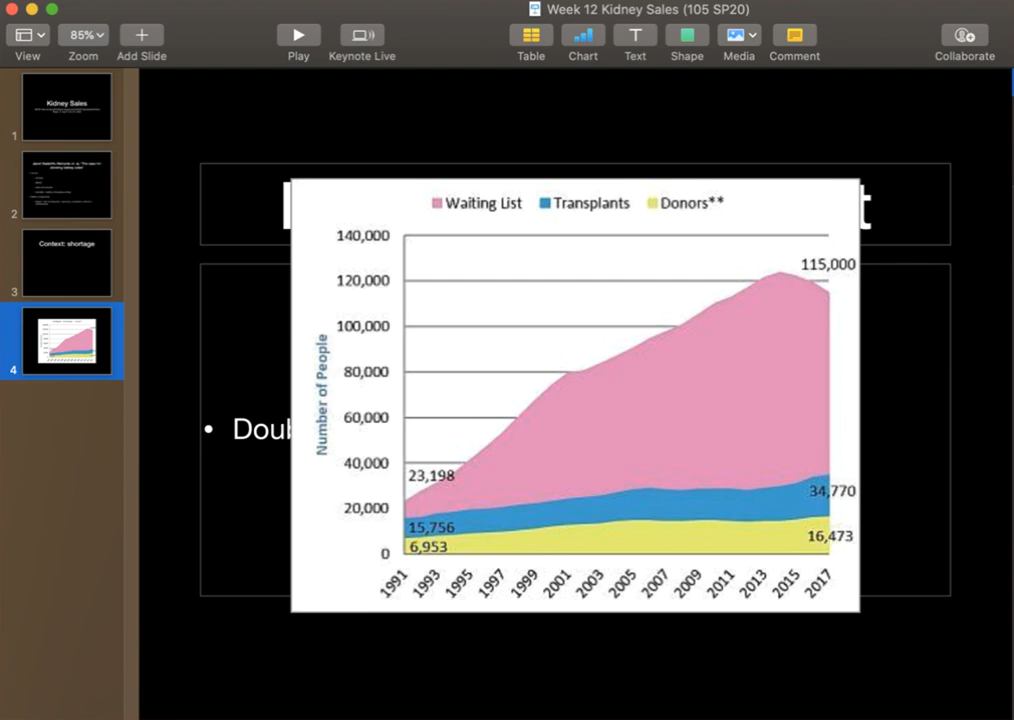 Week 12 Kidney Sales (105 SP20)
85%
View Zoom Add Slide Play Keynote Live Table Chart Text Shape Media Comment Collaborate
Kidney Sales
1
2
Context: shortage
3
4
t
• Doub
Waiting List Transplants Donors**
Number of People
140,000
120,000
100,000
80,000
60,000
40,000
20,000
0
115,000
23,198
34,770
15,756
16,473
6,953
1991 1993 1995 1997 1999 2001 2003 2005 2007 2009 2011 2013 2015 2017